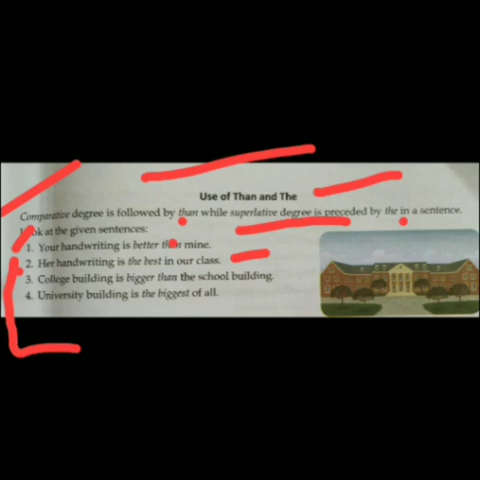 Use of Than and The
Comparative degree is followed by than while superlative degree is preceded by the in a sentence.
Look at the given sentences:
1. Your handwriting is better than mine.
2. Her handwriting is the best in our class.
3. College building is bigger than the school building.
4. University building is the biggest of all.